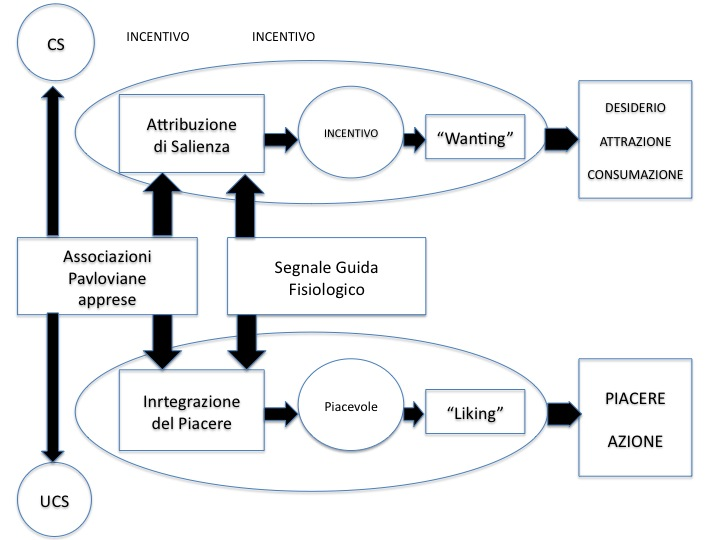 CS
INCENTIVO
INCENTIVO
Attribuzione
di Salienza
INCENTIVO
“Wanting”
DESIDERIO
ATTRAZIONE
CONSUMAZIONE
Associazioni
Pavloviane
apprese
Segnale Guida
Fisiologico
Inrtegrazione
del Piacere
Piacevole
“Liking”
PIACERE
AZIONE
UCS